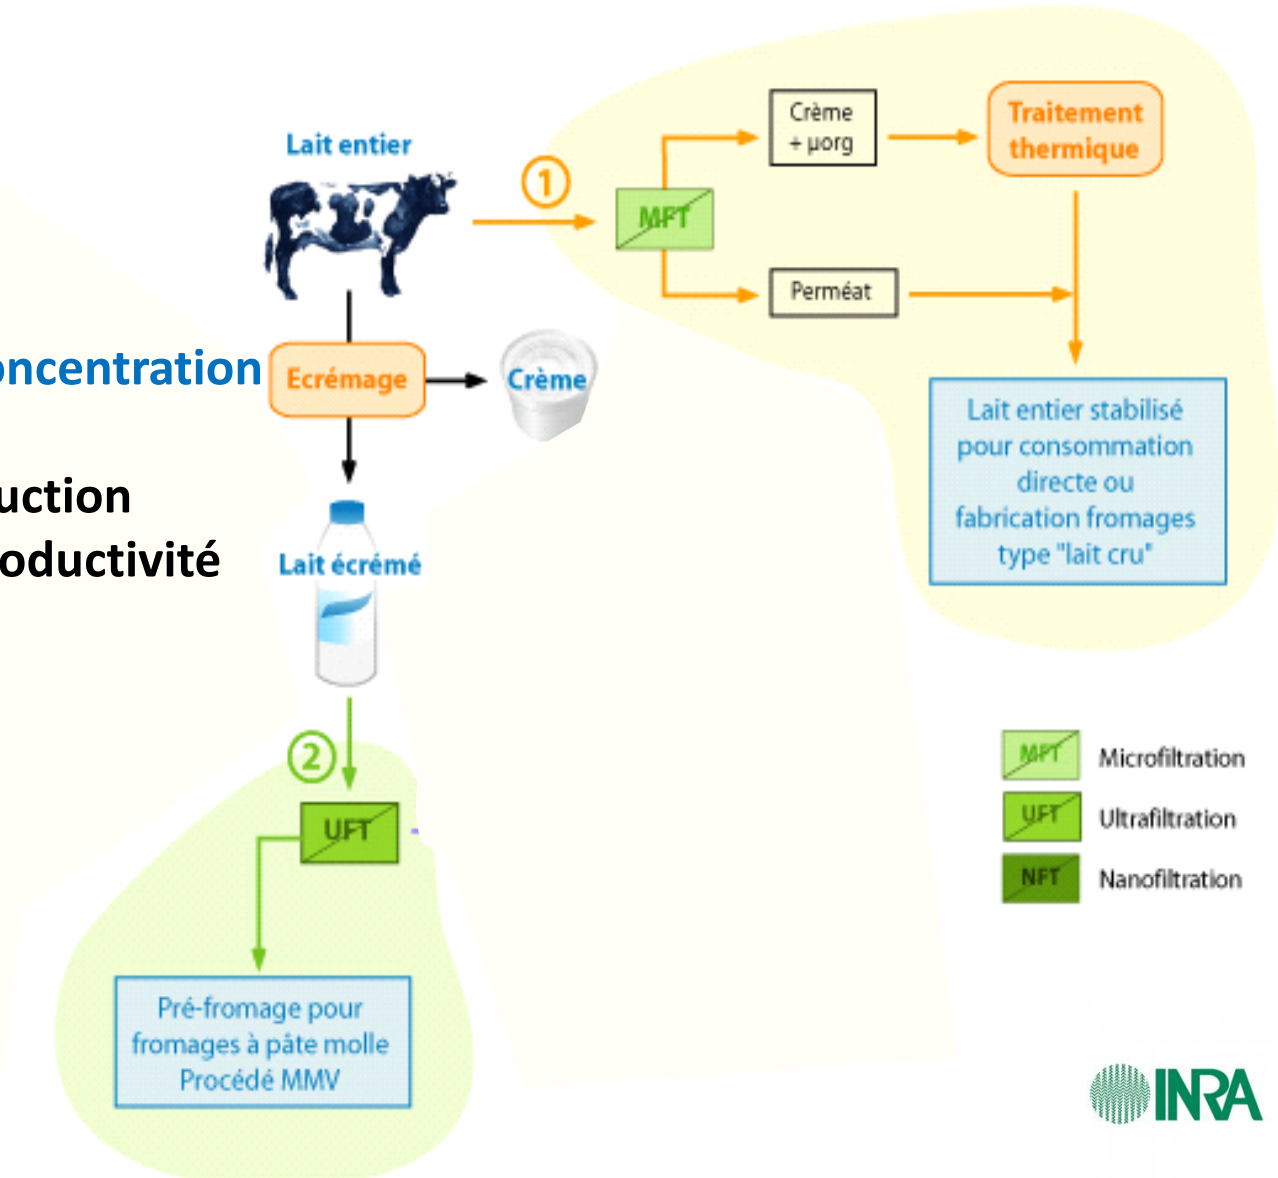 Lait entier
1
MFT
Crème
+ µorg
Traitement
thermique
Perméat
oncentration
Ecrémage
Crème
Lait entier stabilisé
pour consommation
directe ou
fabrication fromages
type "lait cru"
uction
oductivité
Lait écrémé
2
UFT
MFT Microfiltration
UFT Ultrafiltration
NFT Nanofiltration
Pré-fromage pour
fromages à pâte molle
Procédé MMV
INRA